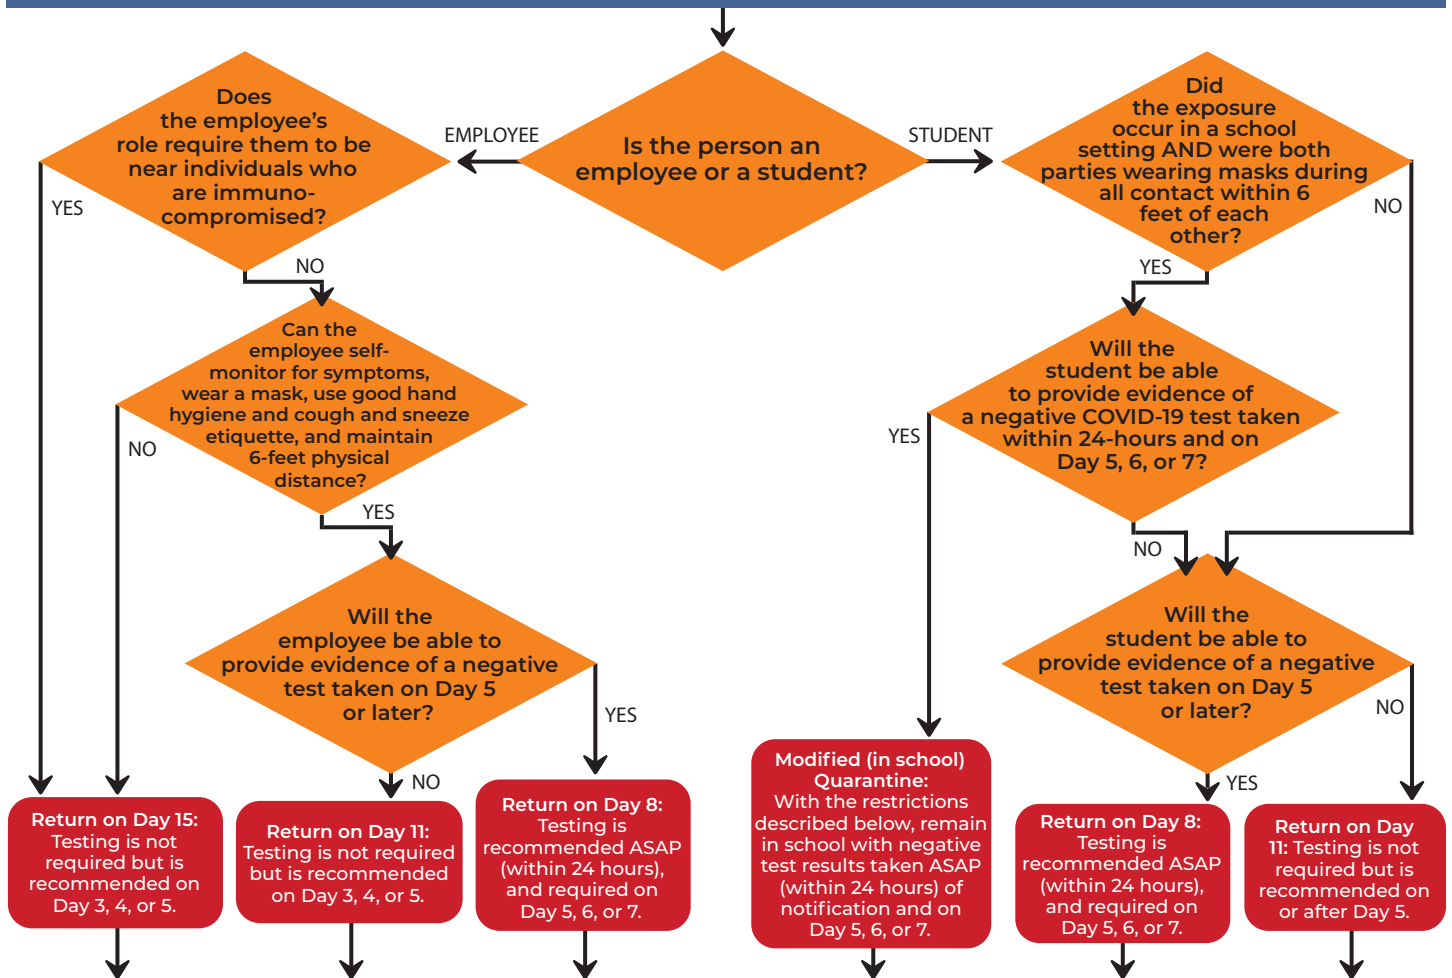 Is the person an
employee or a student?
EMPLOYEE
STUDENT
Does
the employee's
role require them to be
near individuals who
are immuno-
compromised?
YES
NO
Can the
employee self-
monitor for symptoms,
wear a mask, use good hand
hygiene and cough and sneeze
etiquette, and maintain
6-feet physical
distance?
NO
YES
Will the
employee be able to
provide evidence of a negative
test taken on Day 5
or later?
NO
YES
Return on Day 15:
Testing is not
required but is
recommended on
Day 3, 4, or 5.
Return on Day 11:
Testing is not required
but is recommended
on Day 3, 4, or 5.
Return on Day 8:
Testing is
recommended ASAP
(within 24 hours),
and required on
Day 5, 6, or 7.
Did
the exposure
occur in a school
setting AND were both
parties wearing masks during
all contact within 6
feet of each
other?
YES
NO
Will the
student be able
to provide evidence of
a negative COVID-19 test taken
within 24-hours and on
Day 5, 6, or 7?
YES
NO
Will the
student be able to
provide evidence of a negative
test taken on Day 5
or later?
YES
NO
Modified (in school)
Quarantine:
With the restrictions
described below, remain
in school with negative
test results taken ASAP
(within 24 hours) of
notification and on
Day 5, 6, or 7.
Return on Day 8:
Testing is
recommended ASAP
(within 24 hours),
and required on
Day 5, 6, or 7.
Return on Day
11: Testing is not
required but is
recommended on
or after Day 5.